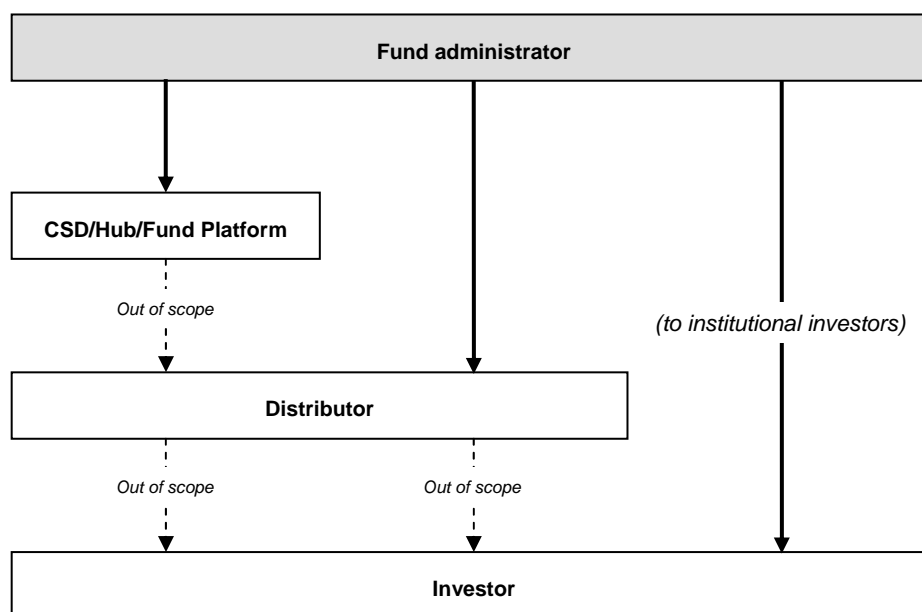 Fund administrator
CSD/Hub/Fund Platform
Out of scope
(to institutional investors)
Distributor
Out of scope
Out of scope
Investor